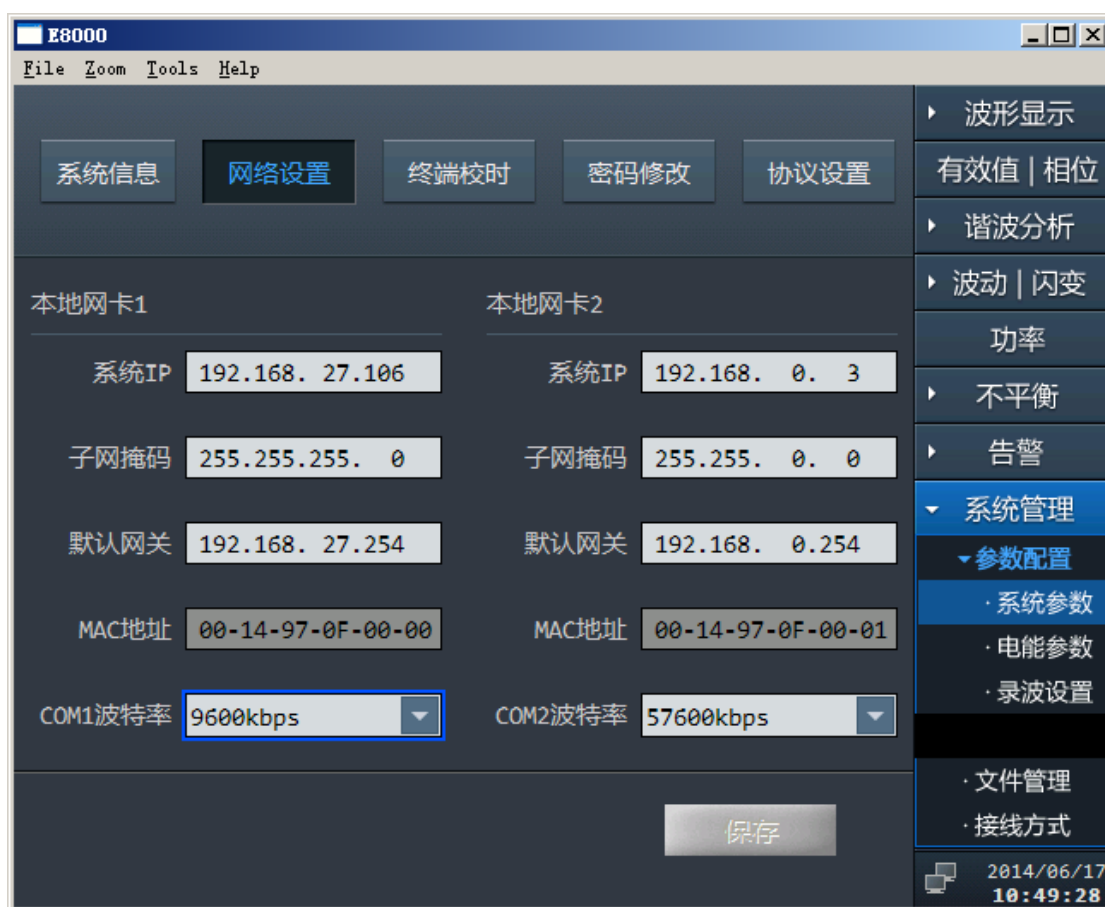 E8000
File Zoom Tools Help
系统信息 网络设置 终端校时 密码修改 协议设置
本地网卡1
系统IP 192.168. 27.106
子网掩码 255.255.255. 0
默认网关 192.168. 27.254
MAC地址 00-14-97-0F-00-00
COM1波特率 9600kbps
本地网卡2
系统IP 192.168. 0. 3
子网掩码 255.255. 0. 0
默认网关 192.168. 0.254
MAC地址 00-14-97-0F-00-01
COM2波特率 57600kbps
保存
波形显示
有效值 | 相位
谐波分析
波动 | 闪变
功率
不平衡
告警
系统管理
参数配置
·系统参数
·电能参数
·录波设置
·文件管理
·接线方式
2014/06/17
10:49:28